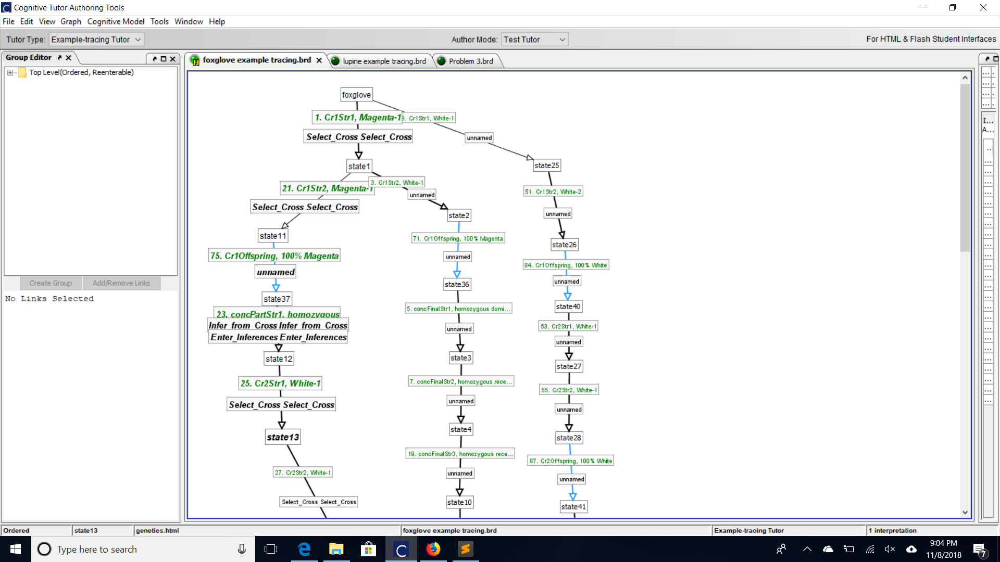 Cognitive Tutor Authoring Tools
File Edit View Graph Cognitive Model Tools Window Help
Tutor Type: Example-tracing Tutor Author Mode: Test Tutor For HTML & Flash Student Interfaces
Group Editor
foxglove example tracing.brd
lupine example tracing.brd
Problem 3.brd
Top Level(Ordered, Reenterable)
Create Group Add/Remove Links
No Links Selected
foxglove
1. Cr1Str1, Magenta-1
9. Cr1Str1, White-1
Select_Cross Select_Cross
unnamed
state1
state25
21. Cr1Str2, Magenta-1
3. Cr1Str2, White-1
unnamed
51. Cr1Str2, White-2
Select_Cross Select_Cross
unnamed
state2
state11
71. Cr1Offspring, 100% Magenta
state26
75. Cr1Offspring, 100% Magenta
unnamed
84. Cr1Offspring, 100% White
unnamed
state36
unnamed
state37
state40
23. concPartStr1, homozygous
5. concFinalStr1, homozygous domi...
Infer_from_Cross Infer_from_Cross
unnamed
53. Cr2Str1, White-1
Enter_Inferences Enter_Inferences
unnamed
state12
state3
state27
25. Cr2Str1, White-1
7. concFinalStr2, homozygous rece...
55. Cr2Str2, White-1
Select_Cross Select_Cross
unnamed
unnamed
state13
state4
state28
19. concFinalStr3, homozygous rece...
87. Cr2Offspring, 100% White
27. Cr2Str2, White-1
unnamed
unnamed
Select_Cross Select_Cross
state10
state41
I...
A...
Ordered state13 genetics.html foxglove example tracing.brd Example-tracing Tutor 1 interpretation
Type here to search
9:04 PM
11/8/2018
7